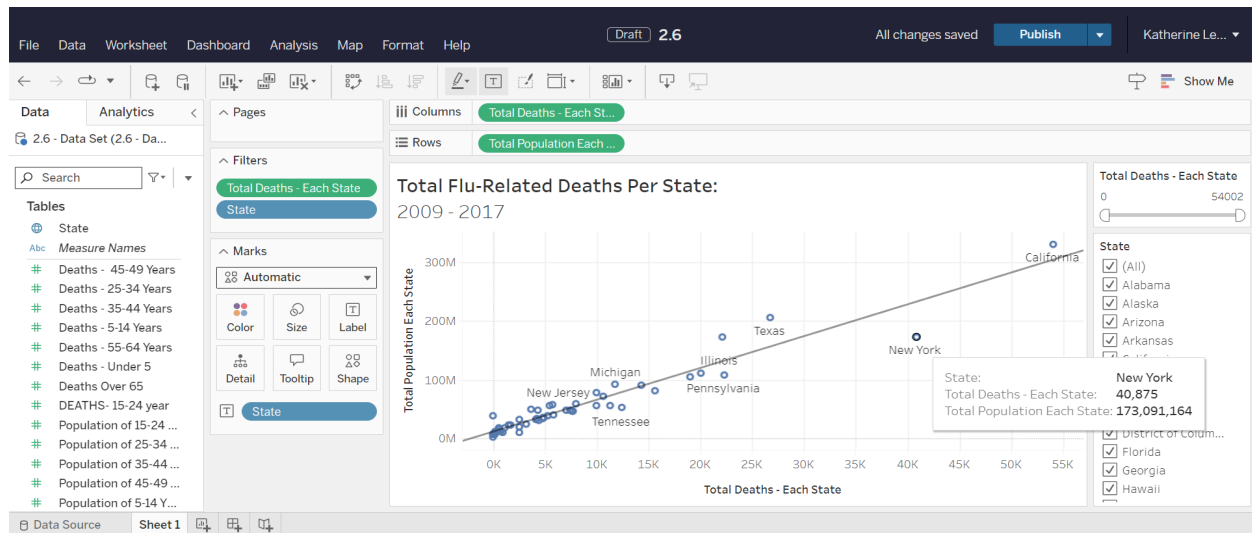 Draft 2.6
All changes saved
Publish
Katherine Le...
File Data Worksheet Dashboard Analysis Map Format Help
Show Me
Data
Analytics
2.6 - Data Set (2.6 - Da...
Search
Tables
State
Abc Measure Names
Deaths - 45-49 Years
Deaths - 25-34 Years
Deaths - 35-44 Years
Deaths - 5-14 Years
Deaths - 55-64 Years
Deaths - Under 5
Deaths Over 65
DEATHS- 15-24 year
Population of 15-24 ...
Population of 25-34 ...
Population of 35-44 ...
Population of 45-49 ...
Population of 5-14 Y...
Pages
Filters
Total Deaths - Each State
State
Marks
Automatic
Color Size Label
Detail Tooltip Shape
State
Columns
Total Deaths - Each St...
Rows
Total Population Each ...
Total Flu-Related Deaths Per State:
2009 - 2017
Total Population Each State
300M
200M
100M
0M
California
Texas
New York
Illinois
Michigan
Pennsylvania
New Jersey
Tennessee
0K 5K 10K 15K 20K 25K 30K 35K 40K 45K 50K 55K
Total Deaths - Each State
State: New York
Total Deaths - Each State: 40,875
Total Population Each State: 173,091,164
Total Deaths - Each State
0 54002
State
(All)
Alabama
Alaska
Arizona
Arkansas
District of Colum...
Florida
Georgia
Hawaii
Data Source
Sheet 1